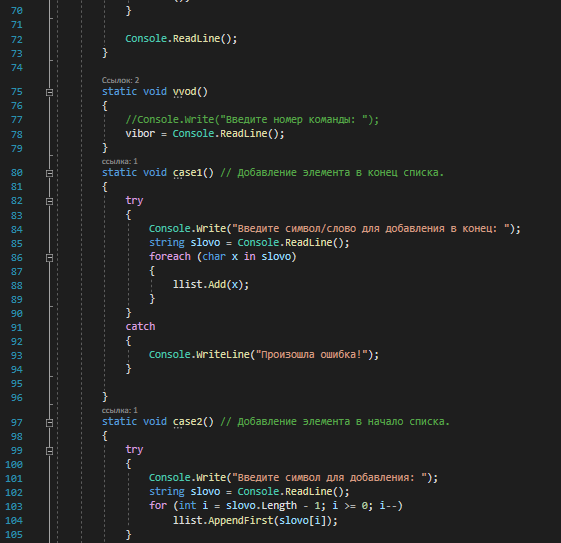 70 }
71
72 Console.ReadLine();
73 }
74
Ссылок: 2
75 static void vvod()
76 {
77 //Console.Write("Введите номер команды: ");
78 vibor = Console.ReadLine();
79 }
ссылка: 1
80 static void case1() // Добавление элемента в конец списка.
81 {
82 try
83 {
84 Console.Write("Введите символ/слово для добавления в конец: ");
85 string slovo = Console.ReadLine();
86 foreach (char x in slovo)
87 {
88 llist.Add(x);
89 }
90 }
91 catch
92 {
93 Console.WriteLine("Произошла ошибка!");
94 }
95
96 }
ссылка: 1
97 static void case2() // Добавление элемента в начало списка.
98 {
99 try
100 {
101 Console.Write("Введите символ для добавления: ");
102 string slovo = Console.ReadLine();
103 for (int i = slovo.Length - 1; i >= 0; i--)
104 llist.AppendFirst(slovo[i]);
105 }